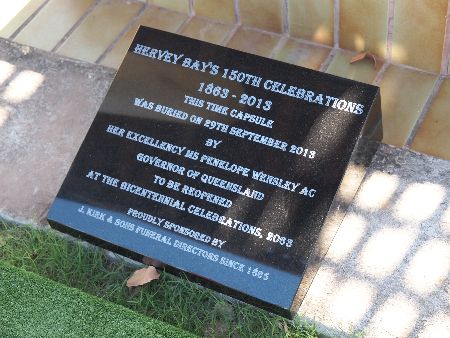 HERVEY BAY'S 150TH CELEBRATIONS
1863 - 2013
THIS TIME CAPSULE
WAS BURIED ON 29TH SEPTEMBER 2013
BY
HER EXCELLENCY MS PENELOPE WENSLEY AC
GOVERNOR OF QUEENSLAND
TO BE REOPENED
AT THE BICENTENNIAL CELEBRATIONS, 2063
PROUDLY SPONSORED BY
J. KIRK & SONS FUNERAL DIRECTORS SINCE 1895